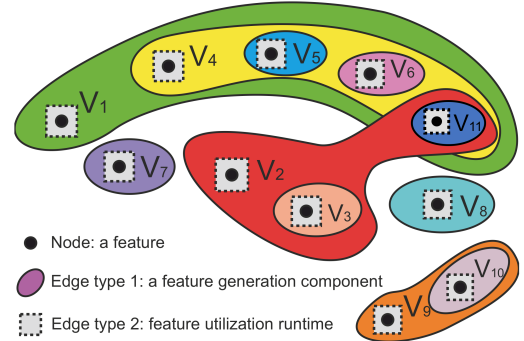 V1
V4
V5
V6
V11
V7
V2
V3
V8
Node: a feature
Edge type 1: a feature generation component
Edge type 2: feature utilization runtime
V9
V10